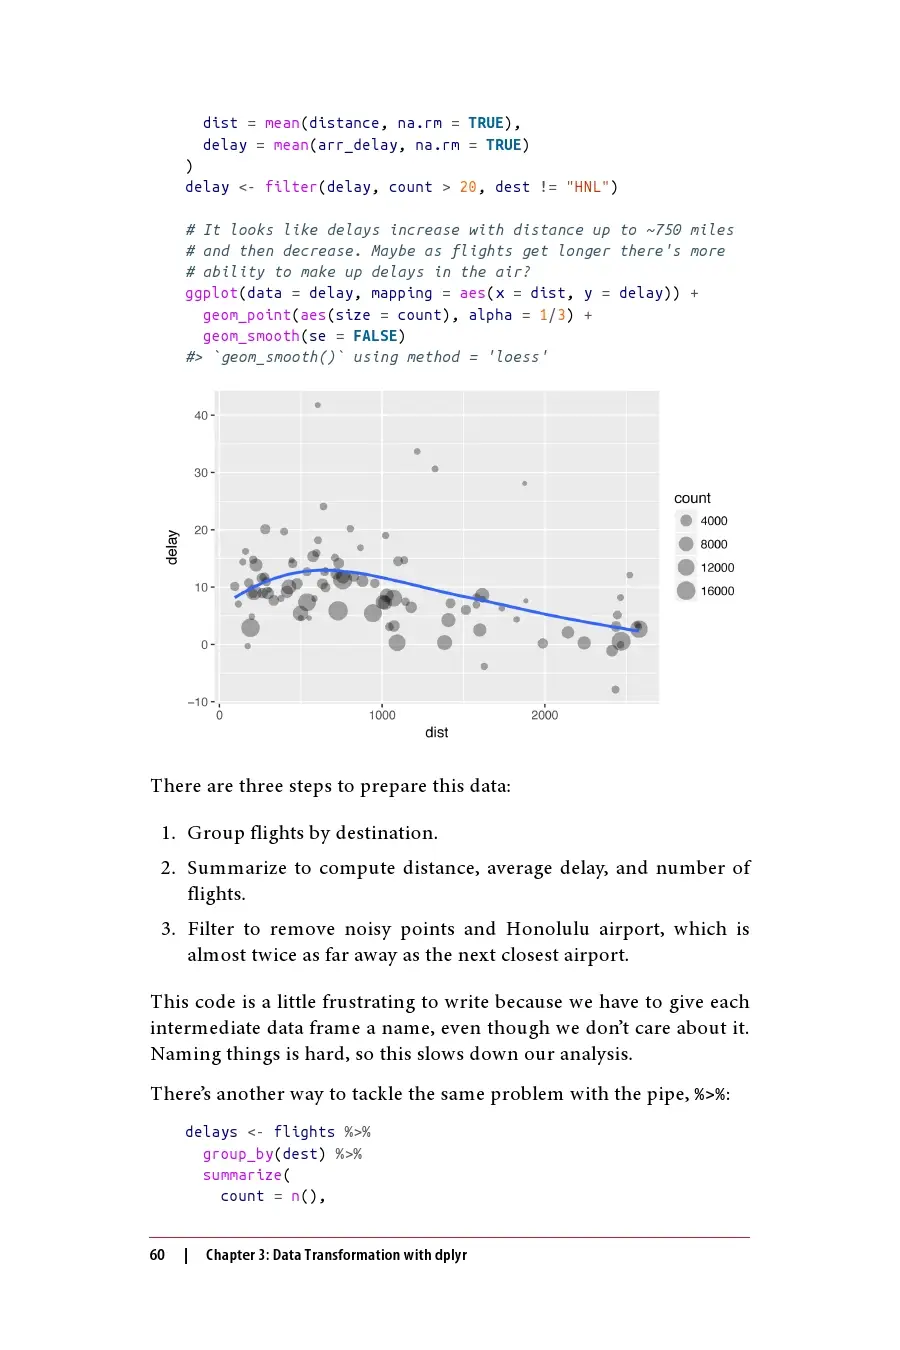 dist = mean(distance, na.rm = TRUE),
delay = mean(arr_delay, na.rm = TRUE)
)
delay <- filter(delay, count > 20, dest != "HNL")
# It looks like delays increase with distance up to ~750 miles
# and then decrease. Maybe as flights get longer there's more
# ability to make up delays in the air?
ggplot(data = delay, mapping = aes(x = dist, y = delay)) +
geom_point(aes(size = count), alpha = 1/3) +
geom_smooth(se = FALSE)
#> `geom_smooth()` using method = 'loess'
40
30
20
10
0
−10
delay
0
1000
2000
dist
count
4000
8000
12000
16000
There are three steps to prepare this data:
1. Group flights by destination.
2. Summarize to compute distance, average delay, and number of
flights.
3. Filter to remove noisy points and Honolulu airport, which is
almost twice as far away as the next closest airport.
This code is a little frustrating to write because we have to give each
intermediate data frame a name, even though we don’t care about it.
Naming things is hard, so this slows down our analysis.
There’s another way to tackle the same problem with the pipe, %>%:
delays <- flights %>%
group_by(dest) %>%
summarize(
count = n(),
60 | Chapter 3: Data Transformation with dplyr